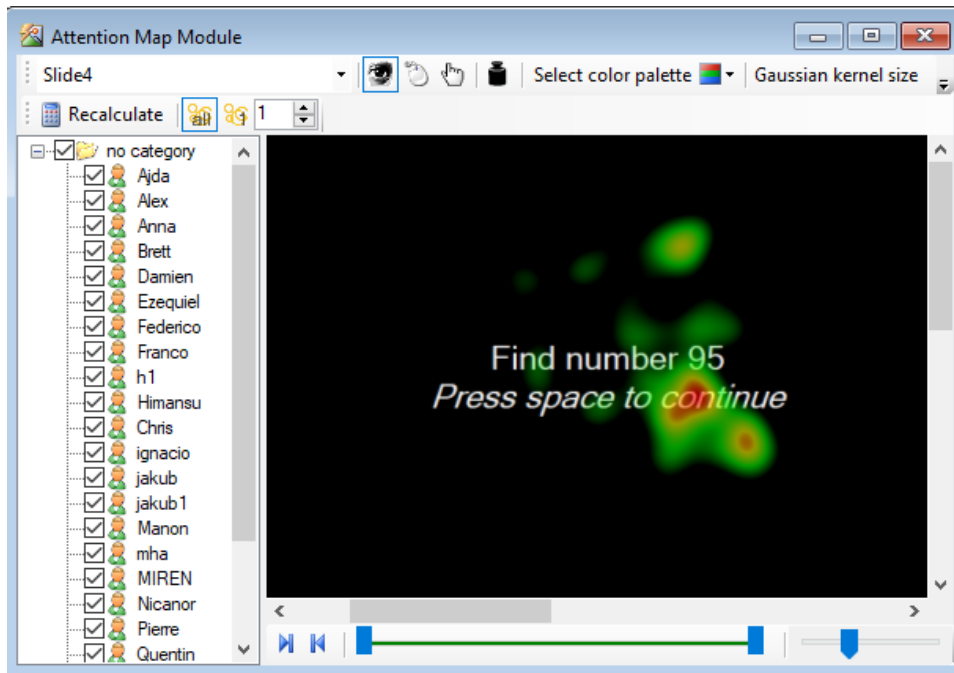 Attention Map Module
Slide4
Select color palette
Gaussian kernel size
Recalculate
all
1
1
no category
Ajda
Alex
Anna
Brett
Damien
Ezequiel
Federico
Franco
h1
Himansu
Chris
ignacio
jakub
jakub1
Manon
mha
MIREN
Nicanor
Pierre
Quentin
Find number 95
Press space to continue